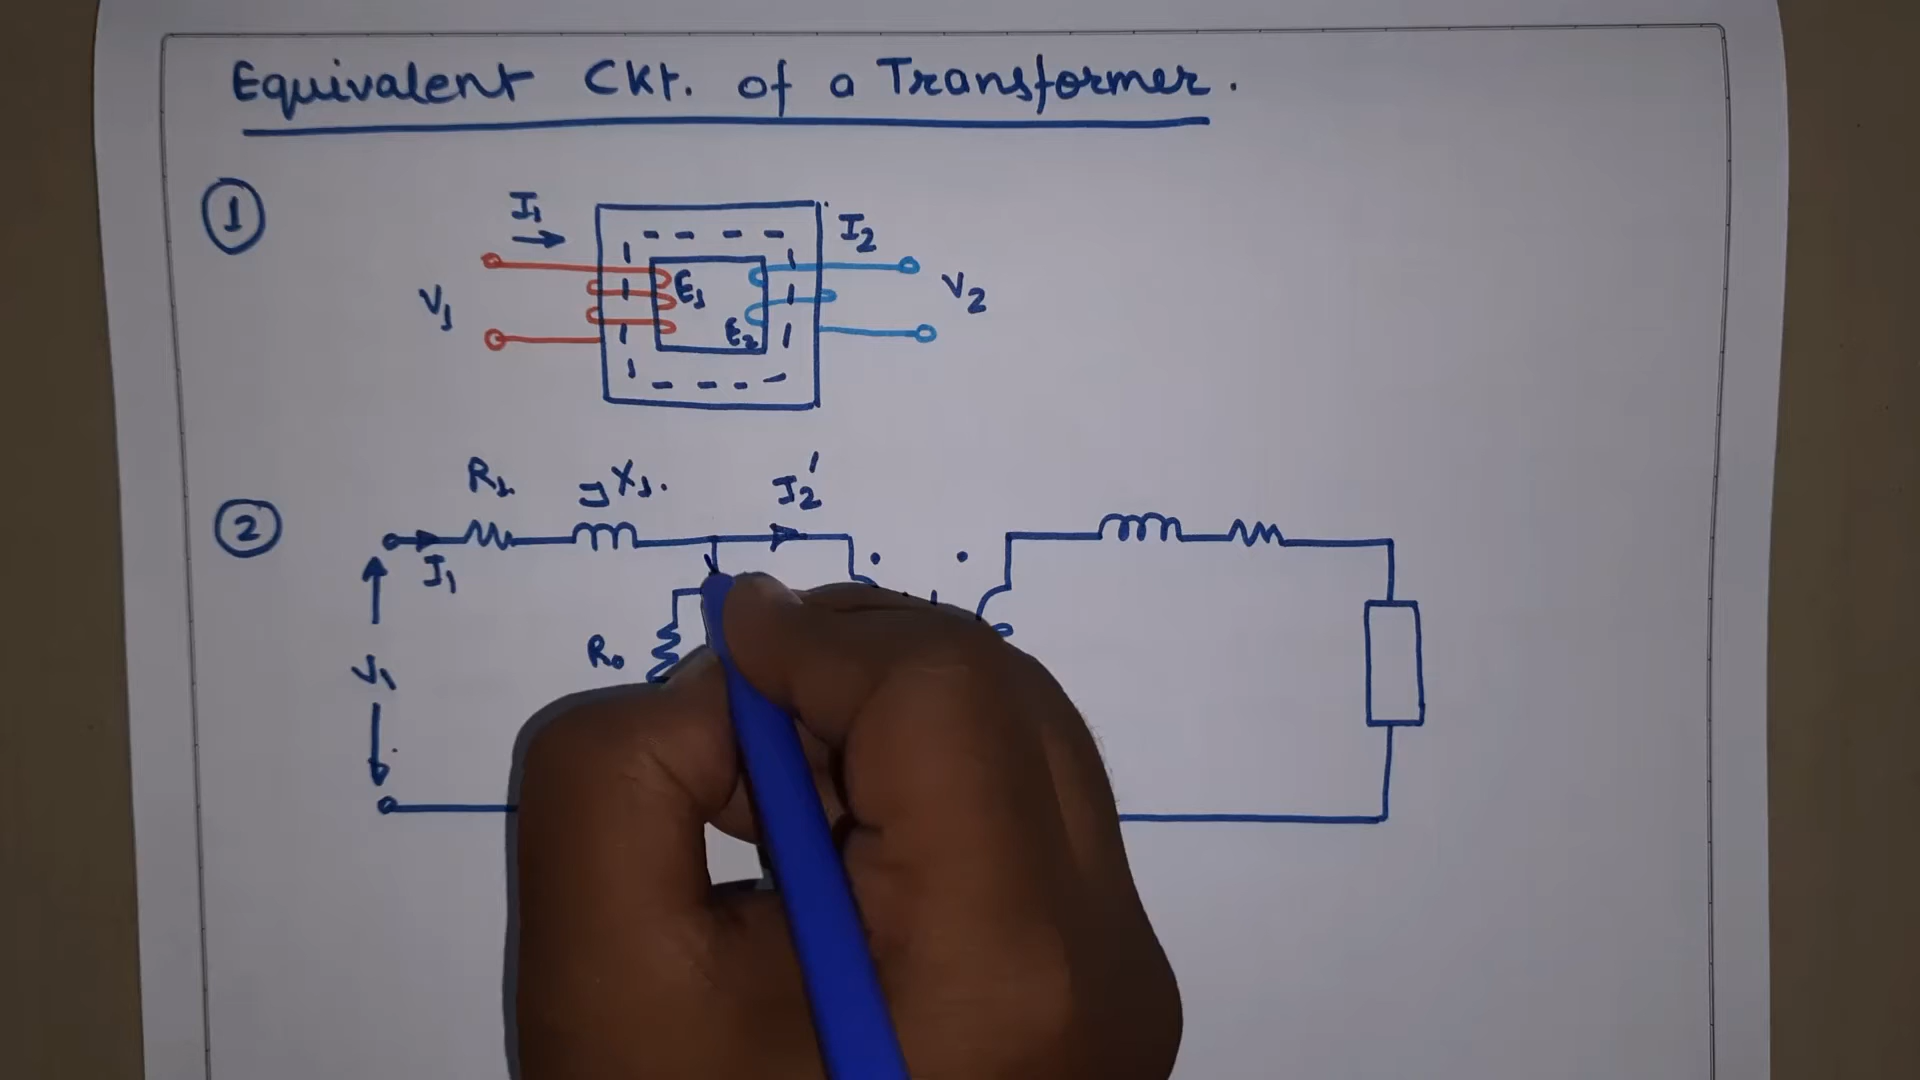 Equivalent Ckt. of a Transformer.
1
I1
I2
V1
E1
E2
V2
2
R1.
jX1.
I2'
I1
R0
V1